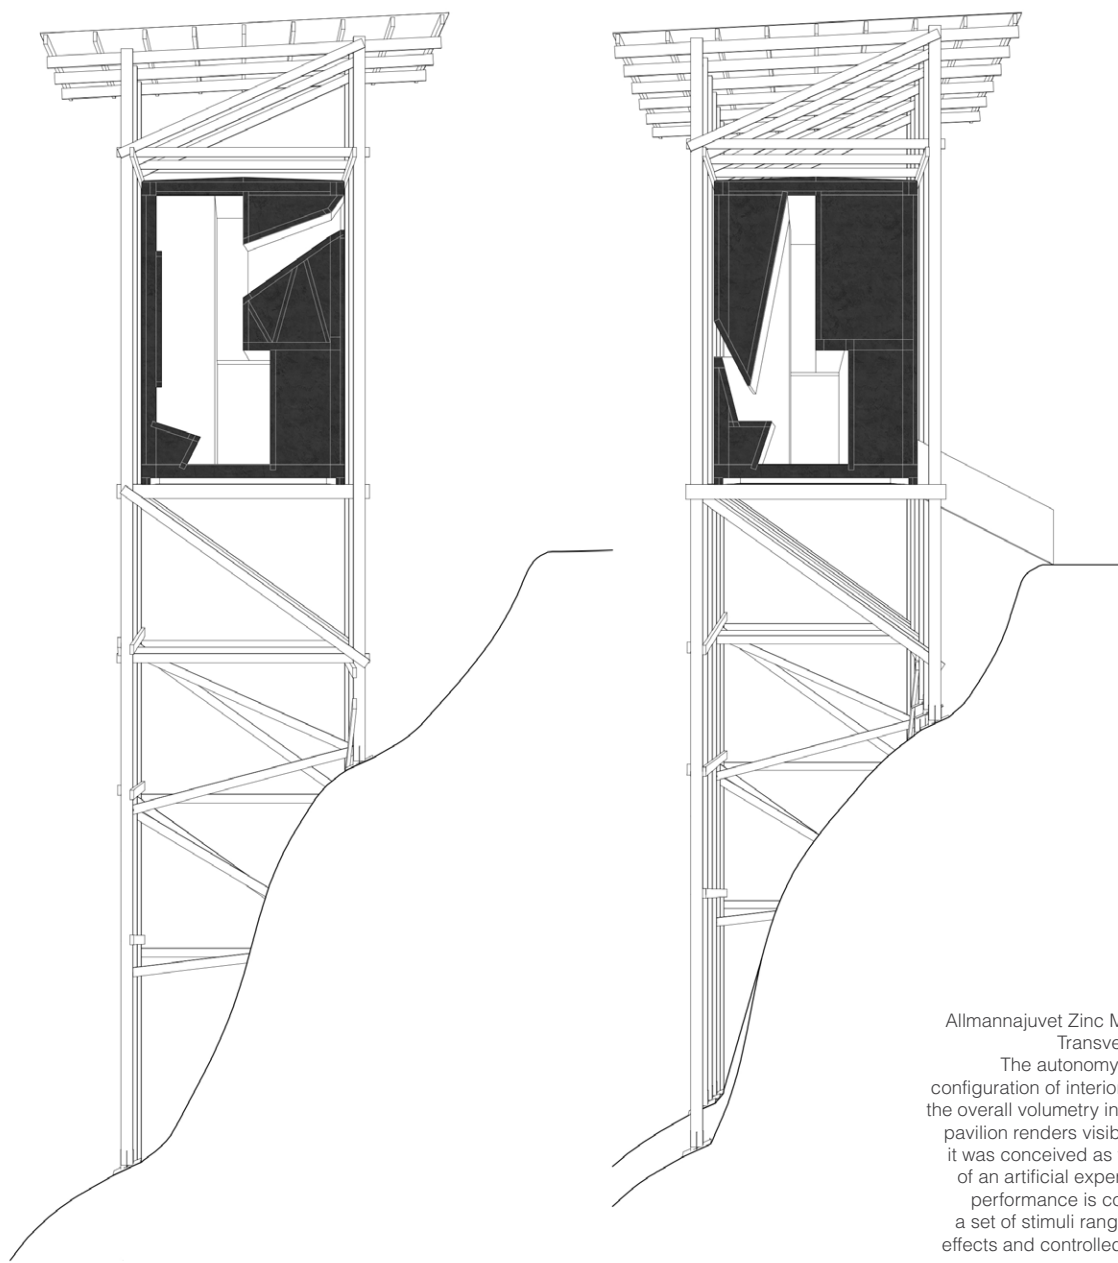 Allmannajuvet Zinc M
Transve
The autonomy
configuration of interior
the overall volumetry in
pavilion renders visib
it was conceived as
of an artificial exper
performance is co
a set of stimuli rang
effects and controlled